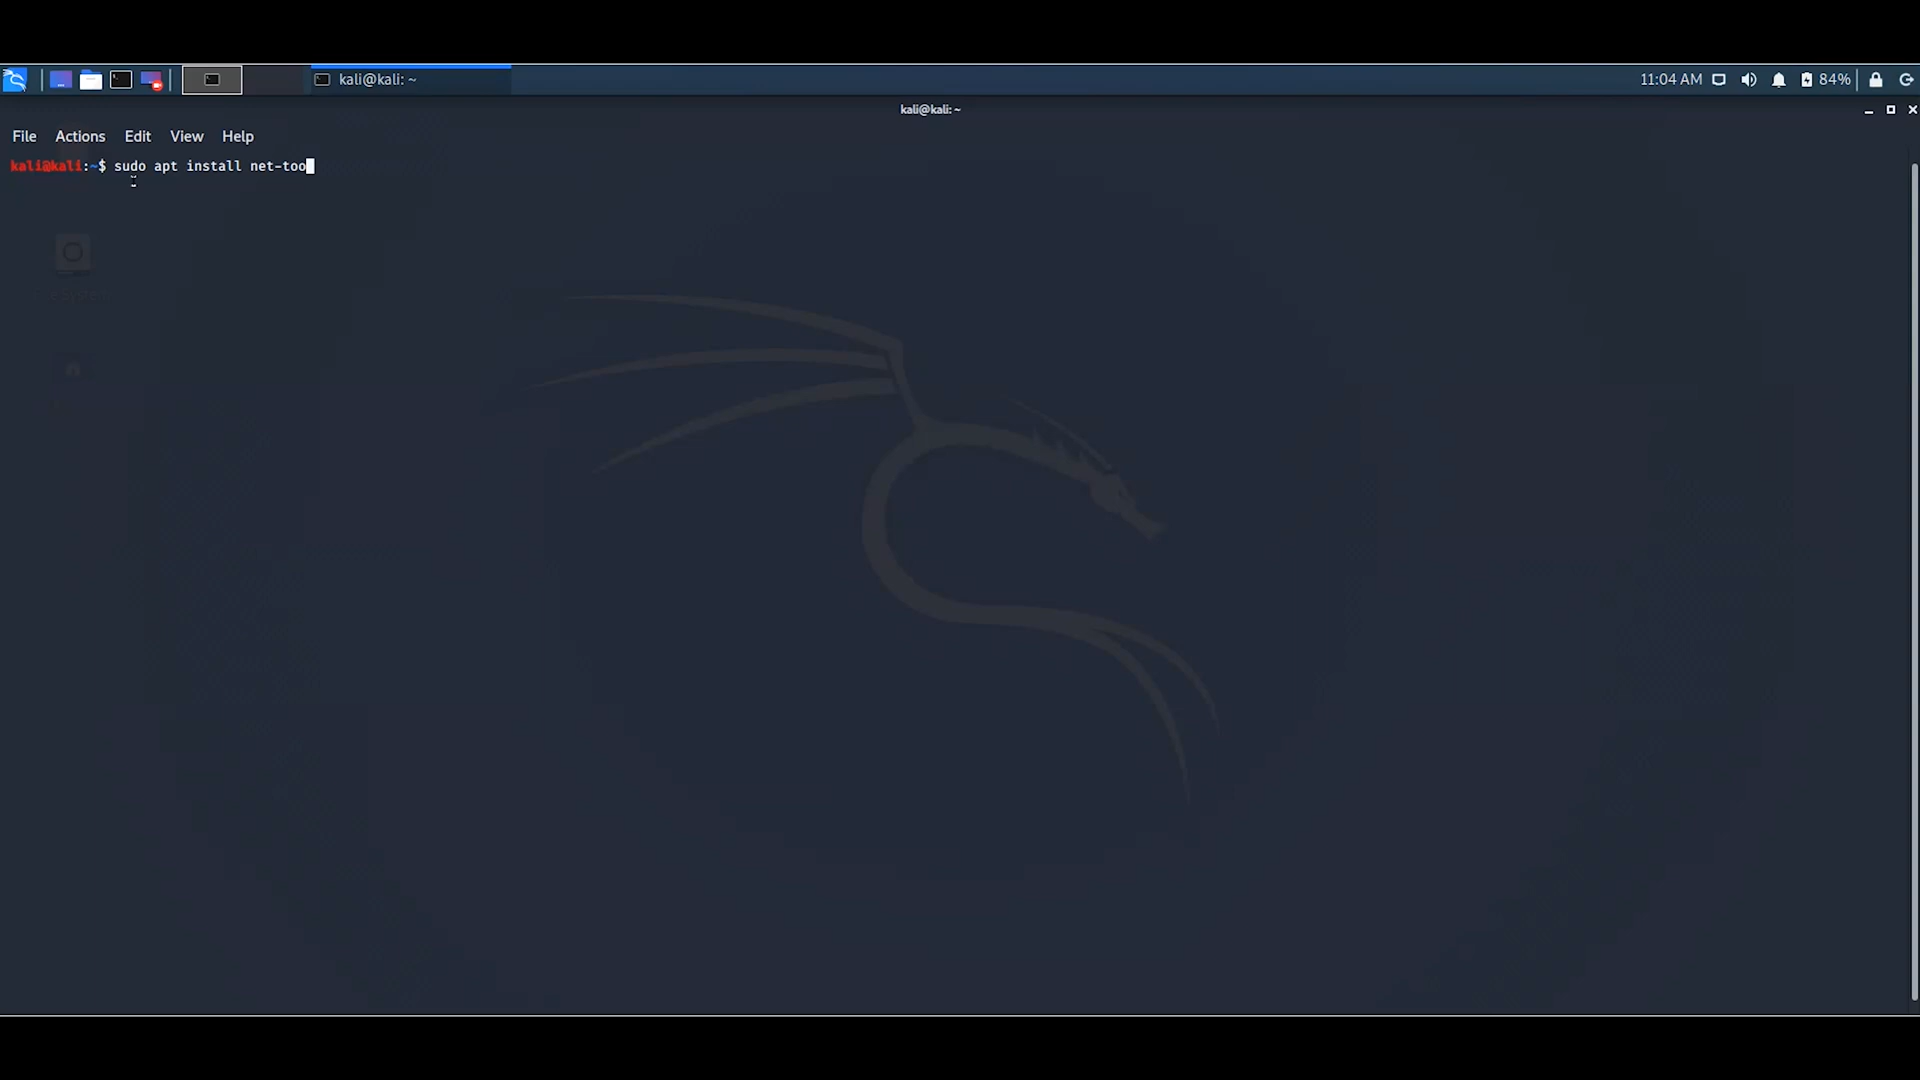 kali@kali: ~
11:04 AM
84%
kali@kali: ~
File Actions Edit View Help
kali@kali:~$ sudo apt install net-too